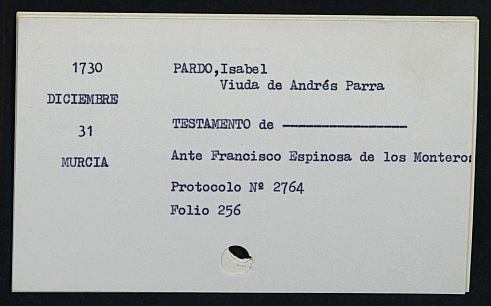 1730
DICIEMBRE
31
MURCIA
PARDO,Isabel
Viuda de Andrés Parra
TESTAMENTO de -----------------
Ante Francisco Espinosa de los Monteros
Protocolo Nº 2764
Folio 256